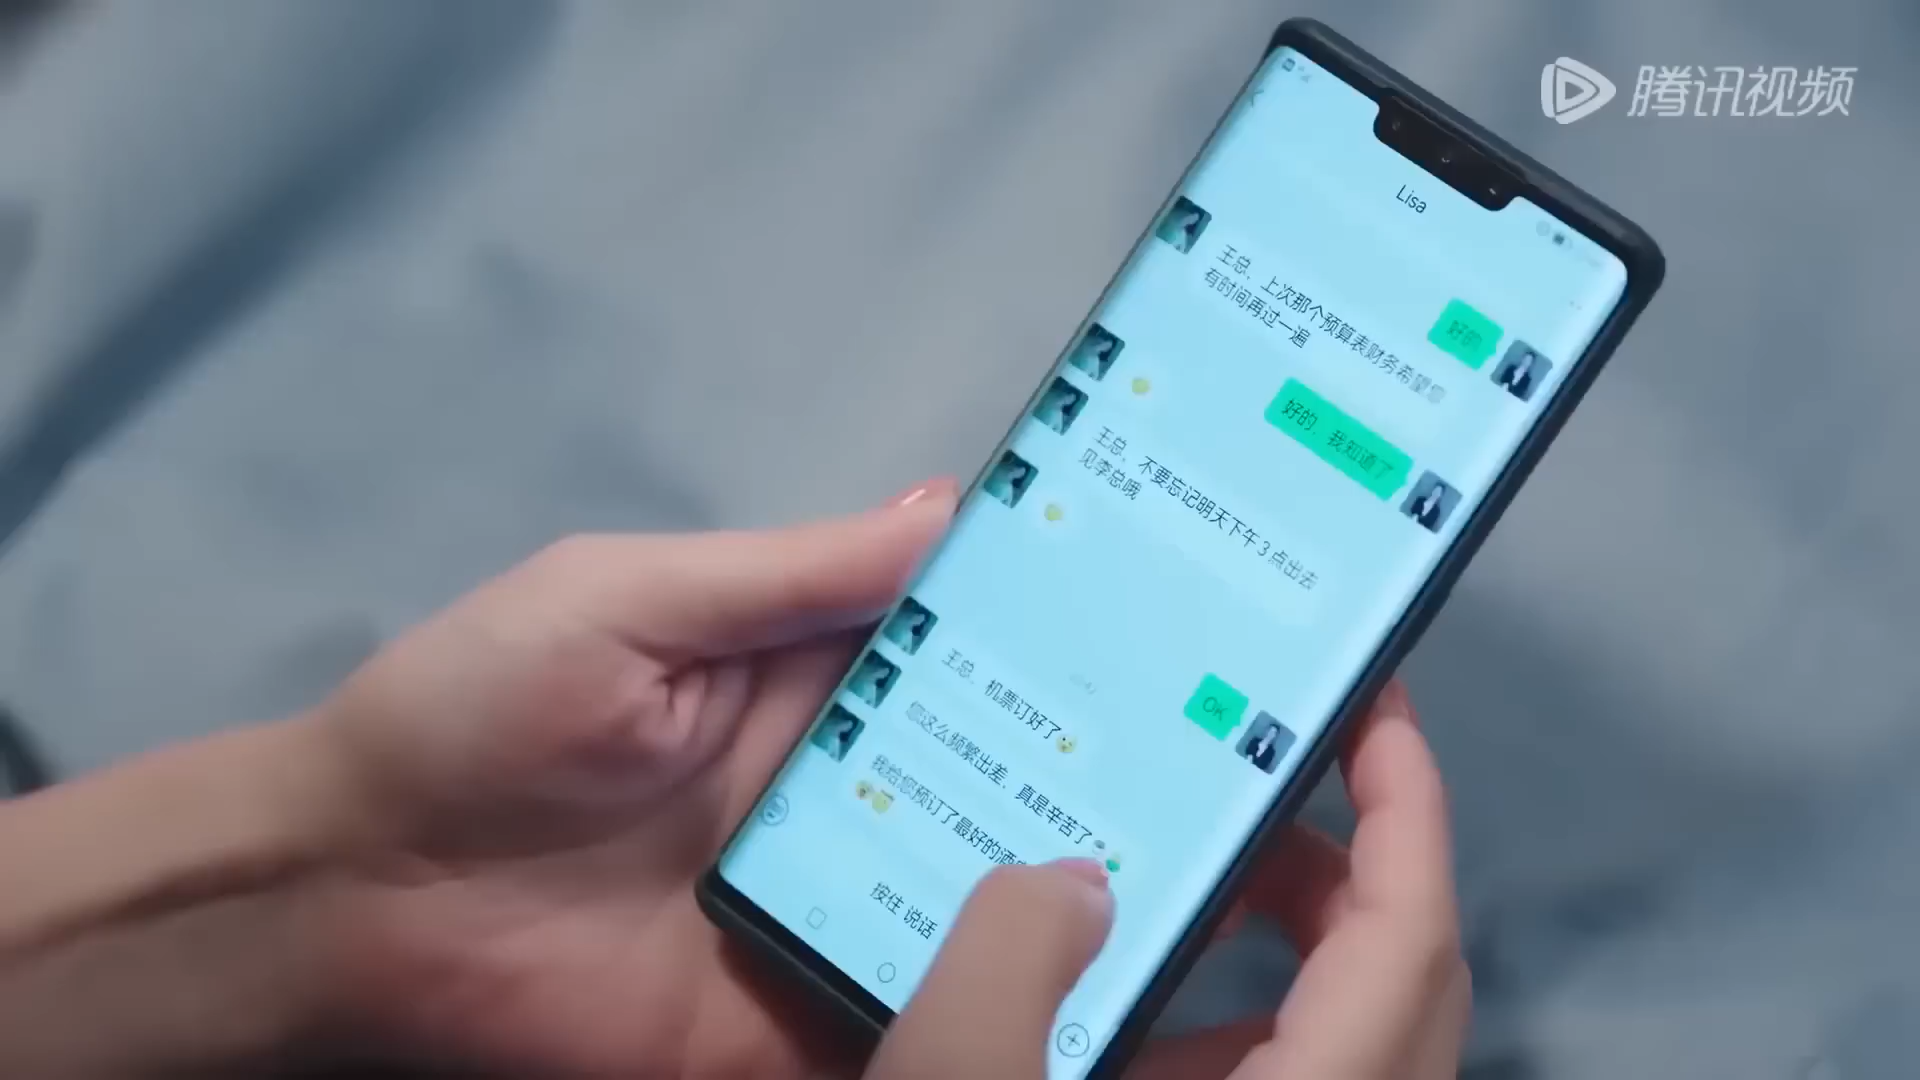 腾讯视频
Lisa
好的
王总，上次那个预算表财务希望您
有时间再过一遍
好的，我知道了
王总，不要忘记明天下午3点出去
见李总哦
OK
王总，机票订好了
您这么频繁出差，真是辛苦了
我给您预订了最好的酒
按住 说话